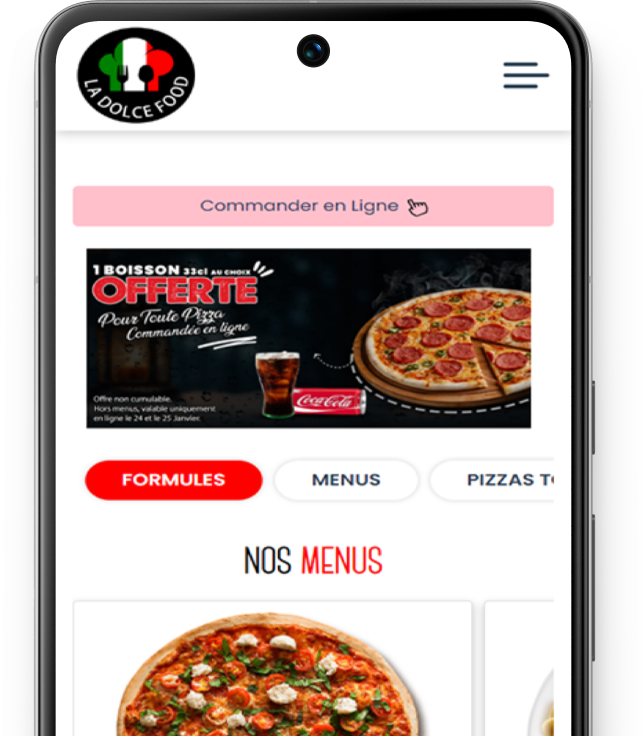 LA DOLCE FOOD
Commander en Ligne
1 BOISSON 33cl AU CHOIX
OFFERTE
Pour Toute Pizza
Commandée en ligne
Coca-Cola
Offre non cumulable.
Hors menus, valable uniquement
en ligne le 24 et le 25 Janvier.
FORMULES
MENUS
PIZZAS T
NOS MENUS